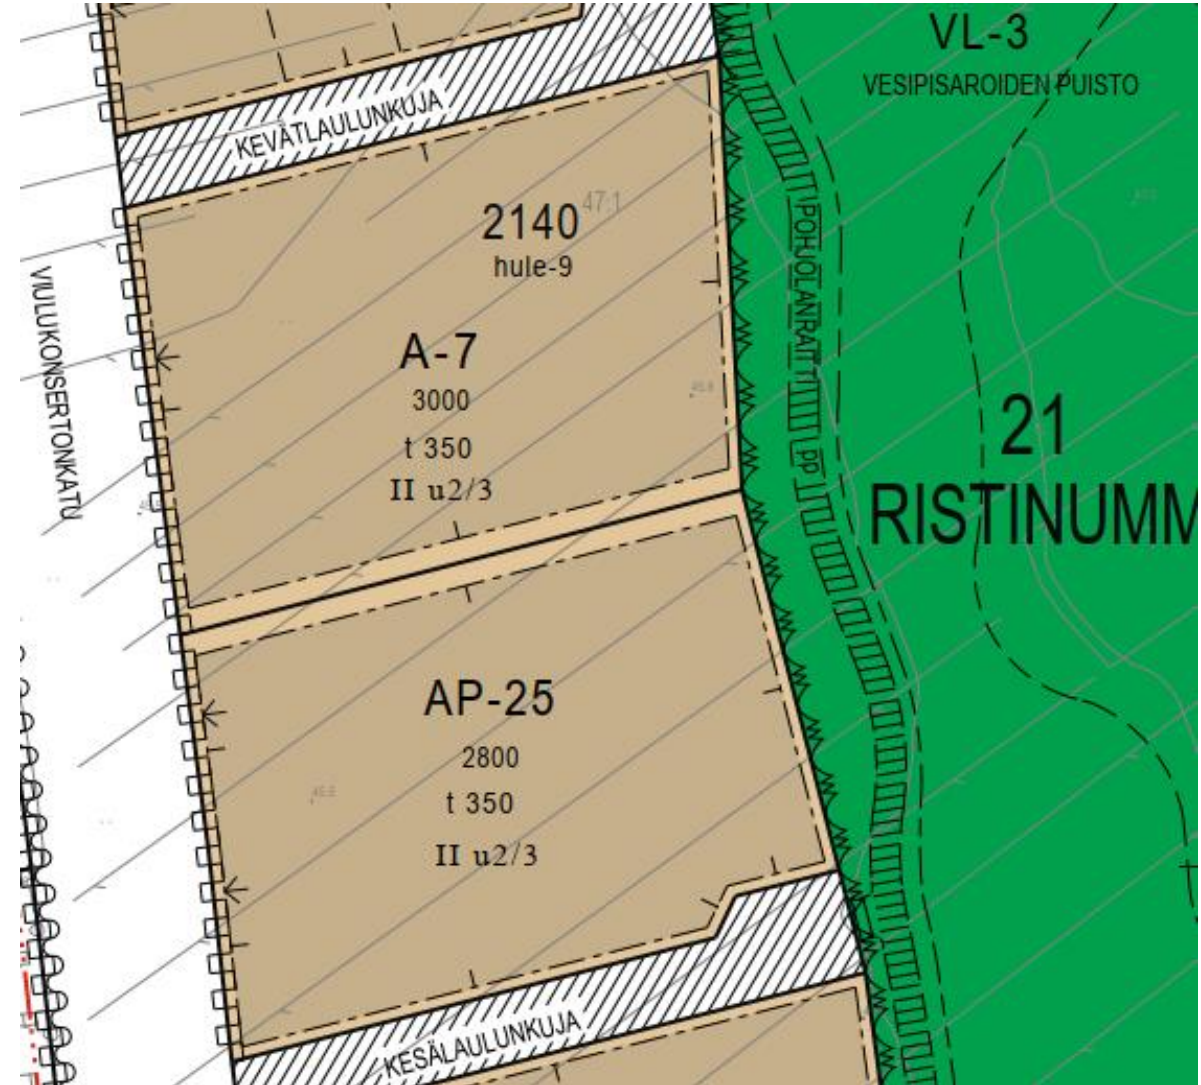 VL-3
VESIPISAROIDEN PUISTO
KEVÄTLAULUNKUJA
2140
47.1
hule-9
POHJOLANRAITTI
PP
VIULUKONSERTONKATU
A-7
3000
t 350
II u2/3
21
RISTINUMM
AP-25
2800
t 350
II u2/3
KESÄLAULUNKUJA